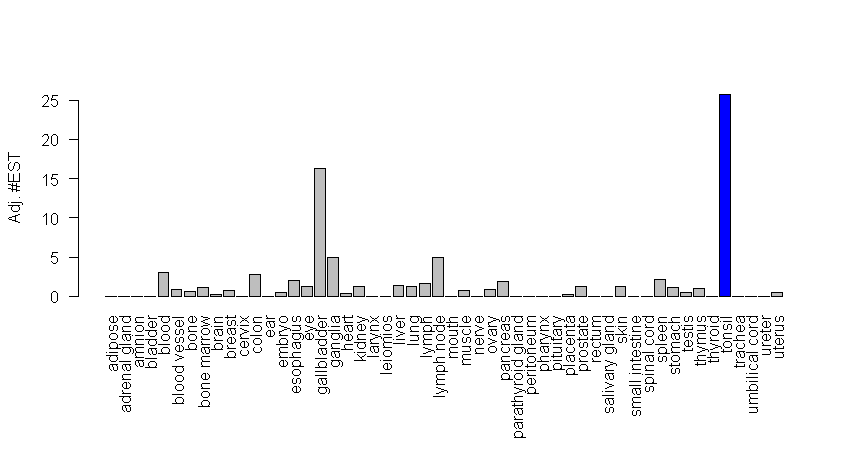 Adj. #EST
25
20
15
10
5
0
adipose
adrenal gland
amnion
bladder
blood
blood vessel
bone
bone marrow
brain
breast
cervix
colon
ear
embryo
esophagus
eye
gallbladder
ganglia
heart
kidney
larynx
leiomios
liver
lung
lymph
lymph node
mouth
muscle
nerve
ovary
pancreas
parathyroid gland
peritoneum
pharynx
pituitary
placenta
prostate
rectum
salivary gland
skin
small intestine
spinal cord
spleen
stomach
testis
thymus
thyroid
tonsil
trachea
umbilical cord
ureter
uterus